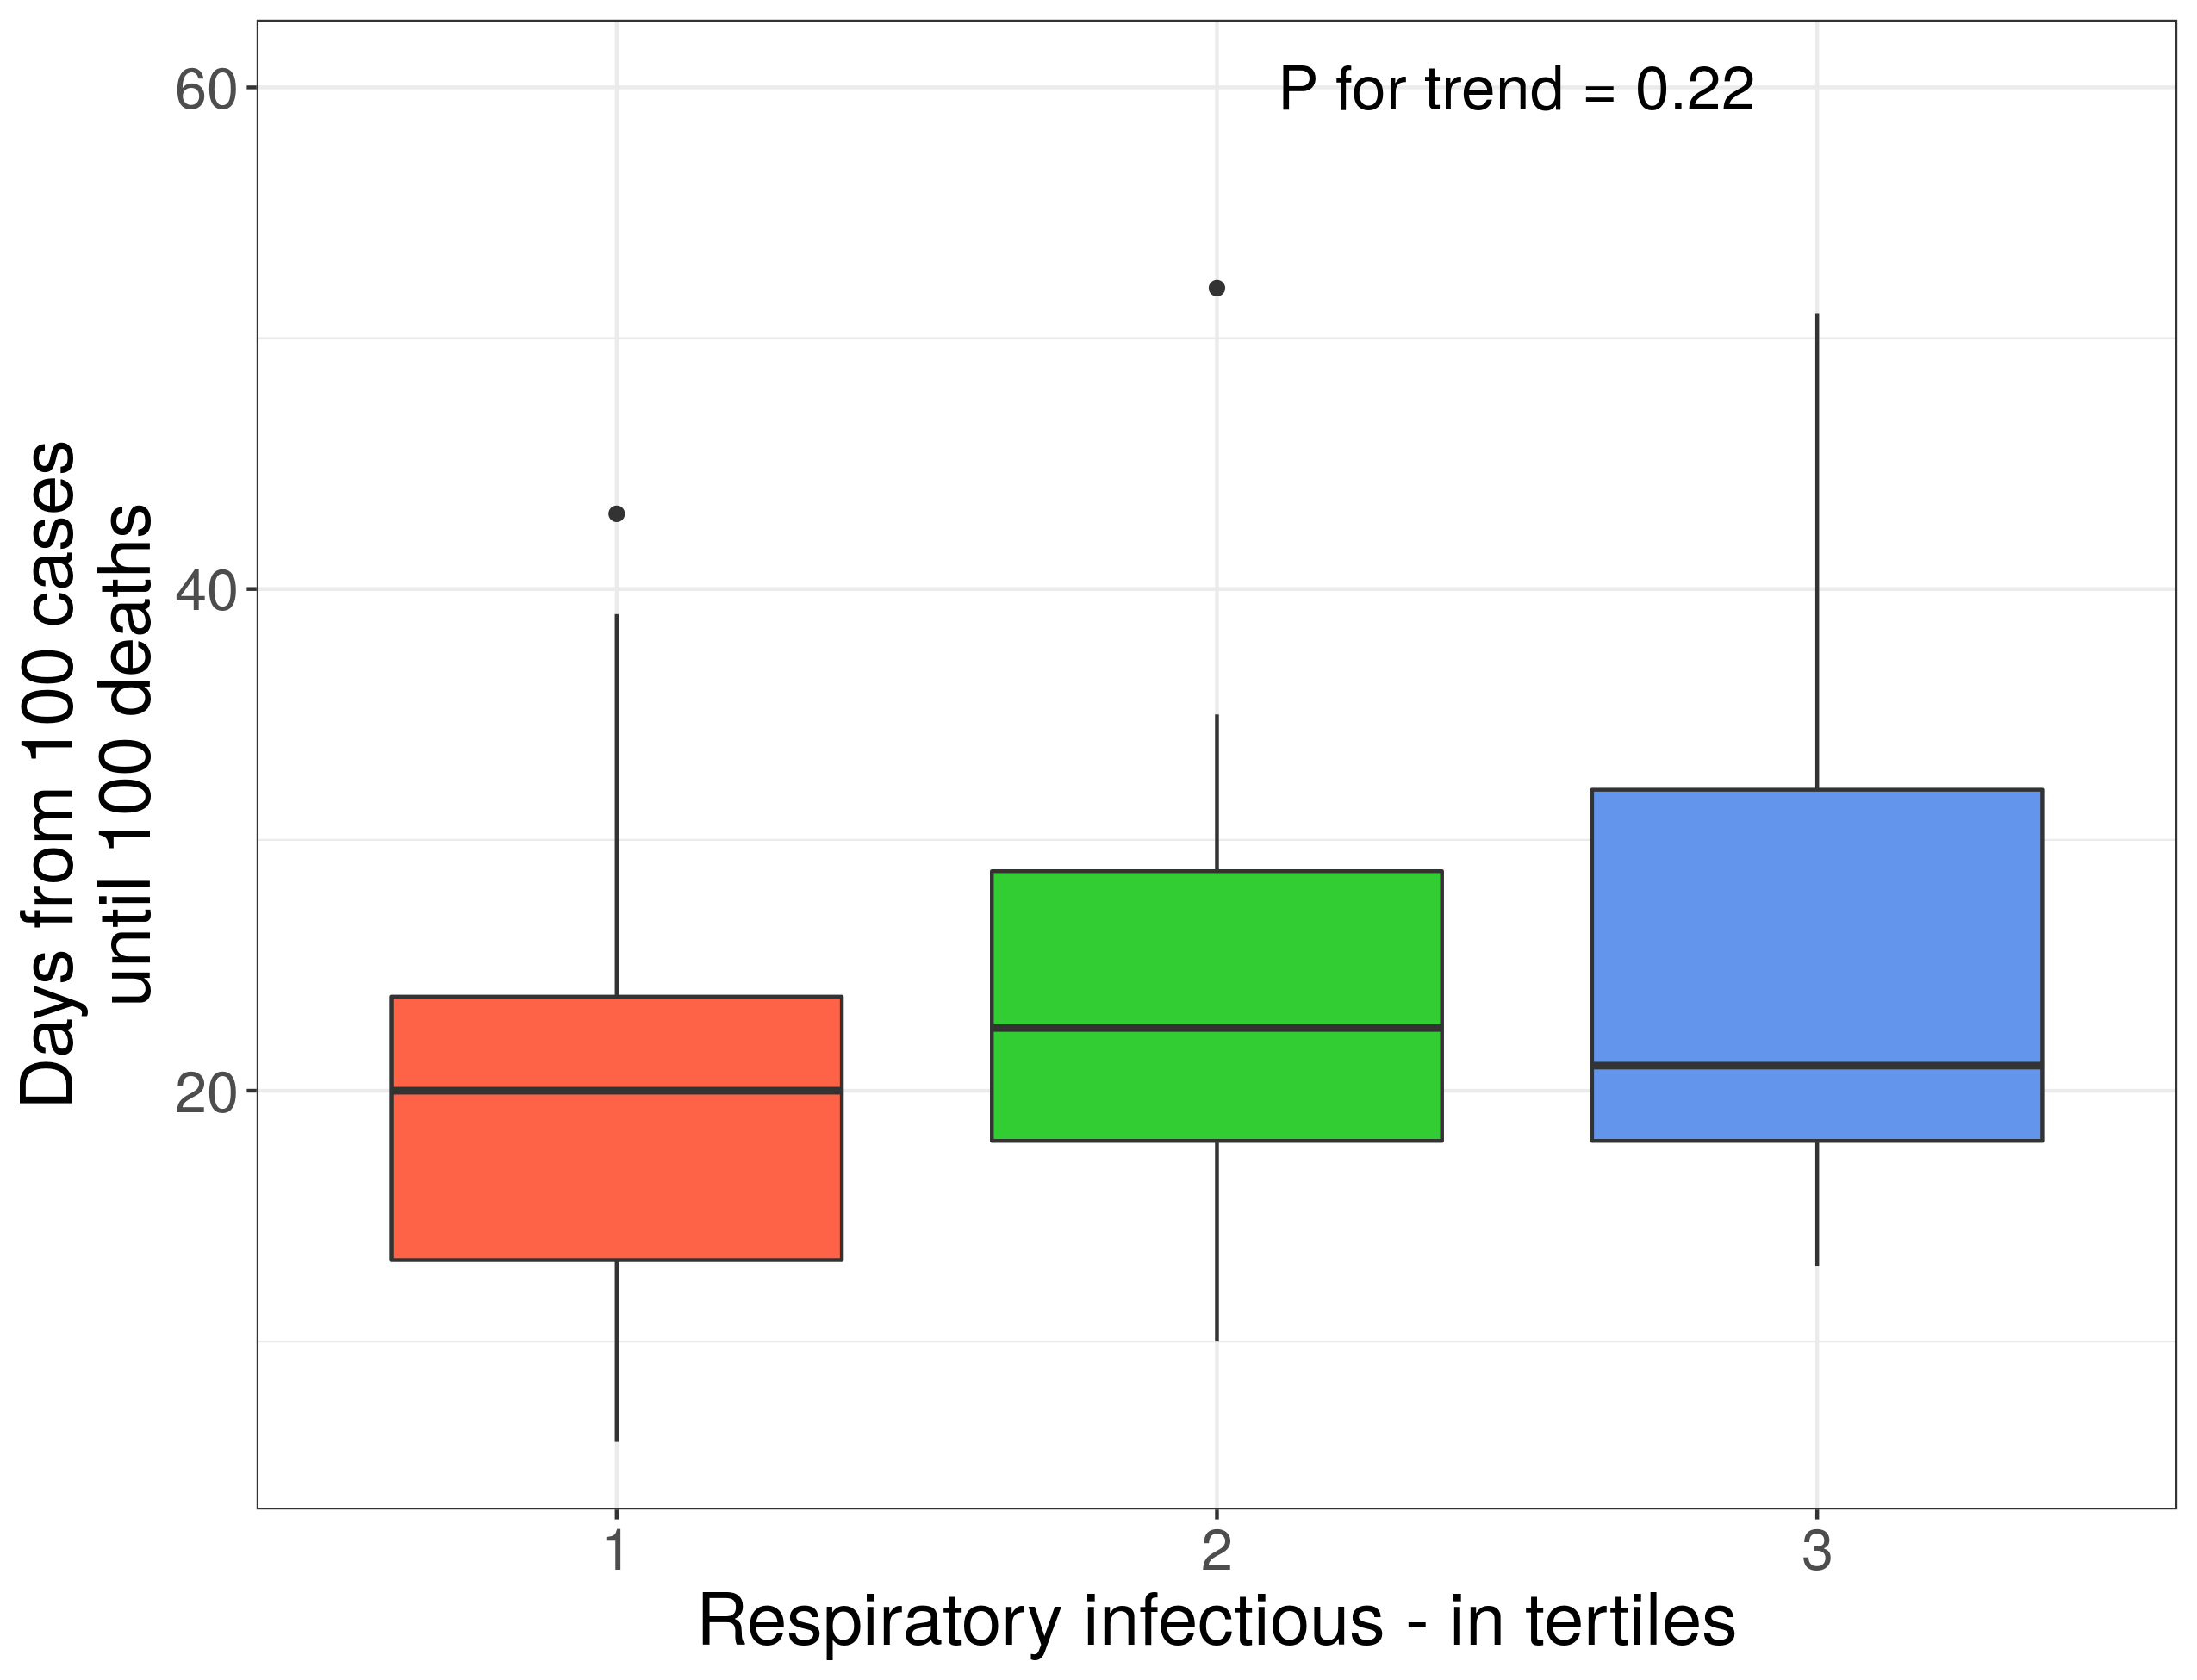 P for trend = 0.22
60
40
20
Days from 100 cases
until 100 deaths
1
2
3
Respiratory infectious - in tertiles